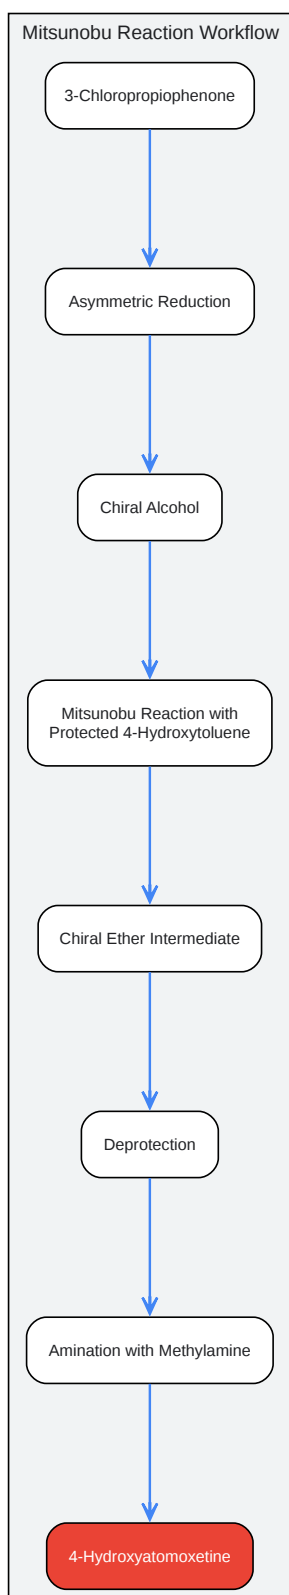 Mitsunobu Reaction Workflow
3-Chloropropiophenone
Asymmetric Reduction
Chiral Alcohol
Mitsunobu Reaction with
Protected 4-Hydroxytoluene
Chiral Ether Intermediate
Deprotection
Amination with Methylamine
4-Hydroxyatomoxetine